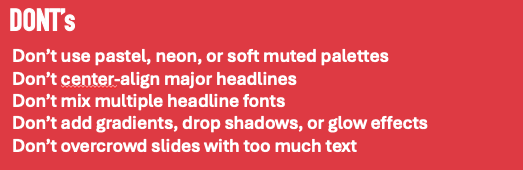 DONT's
Don't use pastel, neon, or soft muted palettes
Don't center-align major headlines
Don't mix multiple headline fonts
Don't add gradients, drop shadows, or glow effects
Don't overcrowd slides with too much text